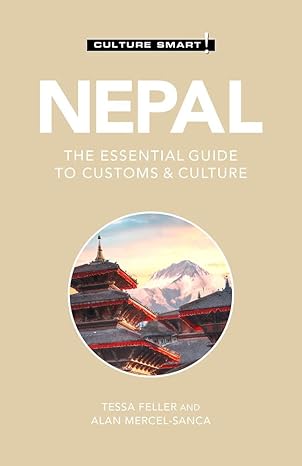 CULTURE SMART!
NEPAL
THE ESSENTIAL GUIDE
TO CUSTOMS & CULTURE
TESSA FELLER AND
ALAN MERCEL-SANCA